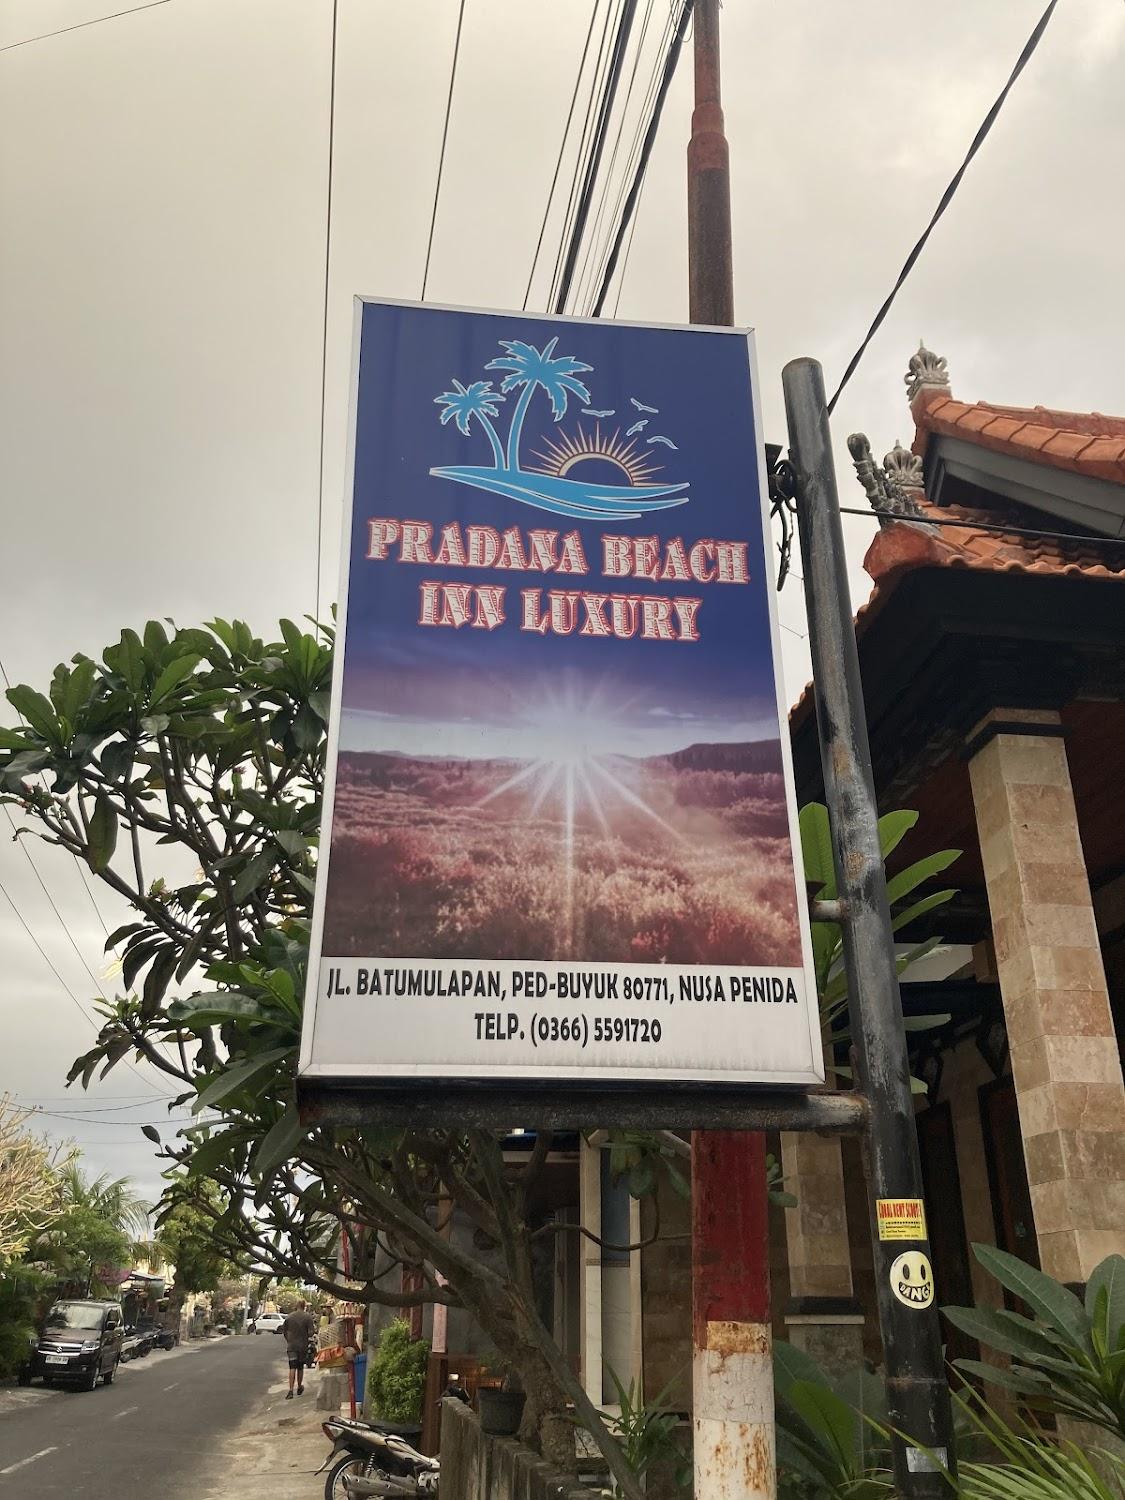 PRADANA BEACH
INN LUXURY
JL. BATUMULAPAN, PED-BUYUK 80771, NUSA PENIDA
TELP. (0366) 5591720